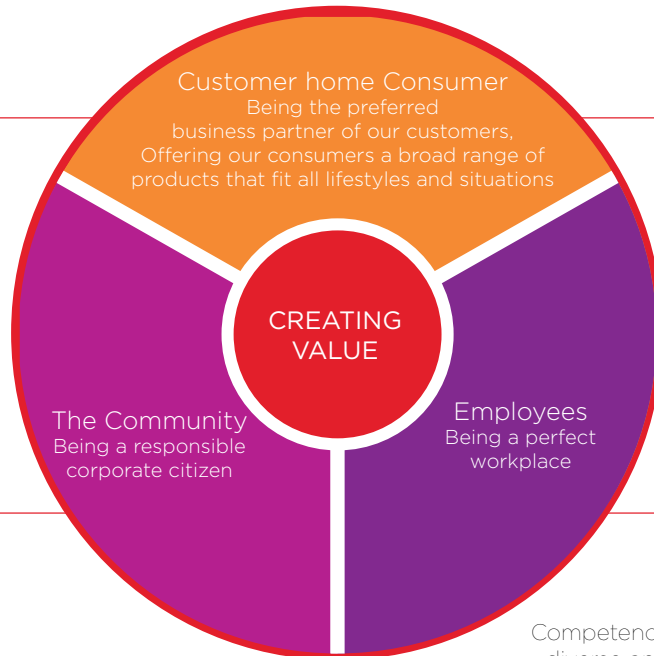 Customer home Consumer
Being the preferred
business partner of our customers,
Offering our consumers a broad range of
products that fit all lifestyles and situations
CREATING
VALUE
The Community
Being a responsible
corporate citizen
Employees
Being a perfect
workplace